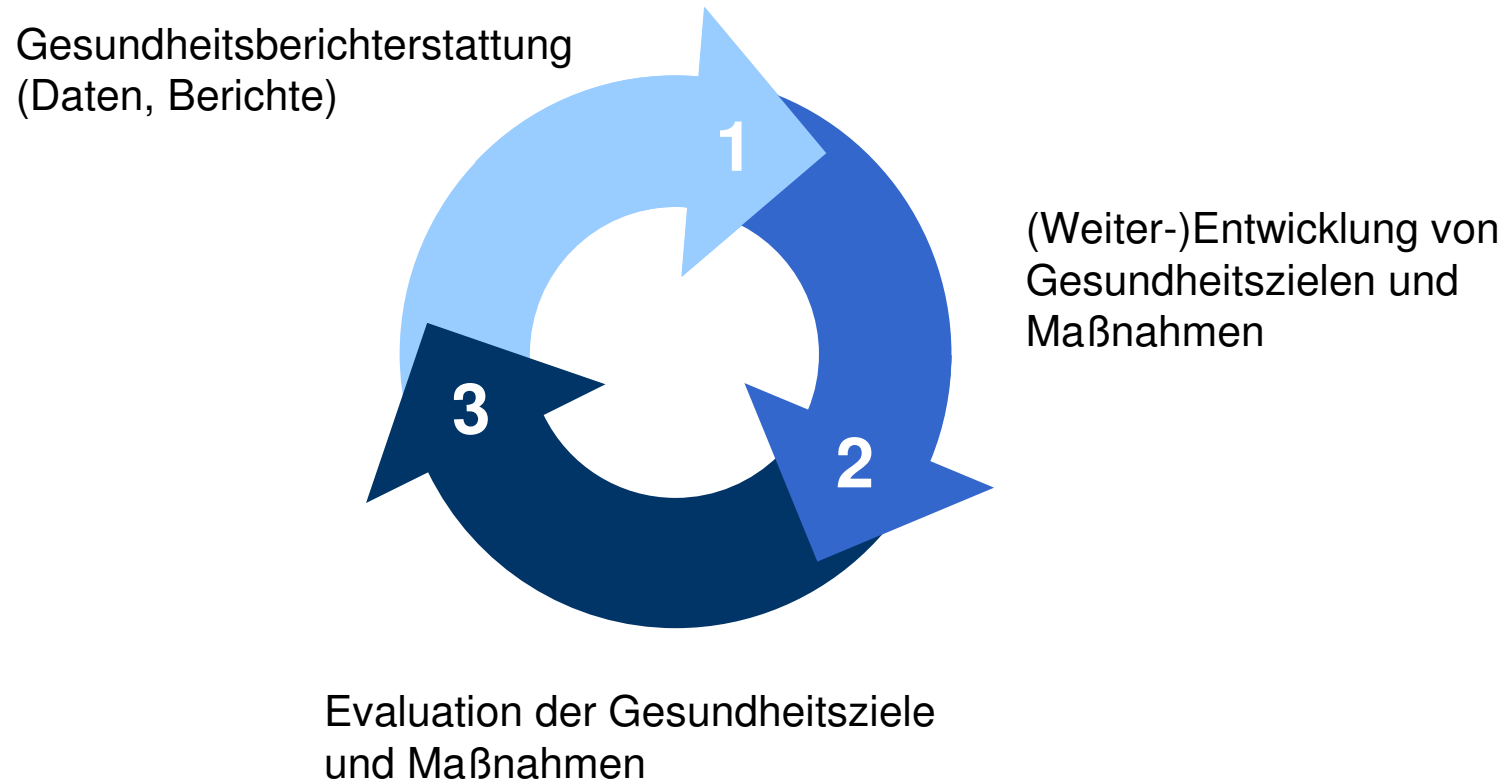 Gesundheitsberichterstattung
(Daten, Berichte)
1
(Weiter-)Entwicklung von
Gesundheitszielen und
Maßnahmen
2
3
Evaluation der Gesundheitsziele
und Maßnahmen